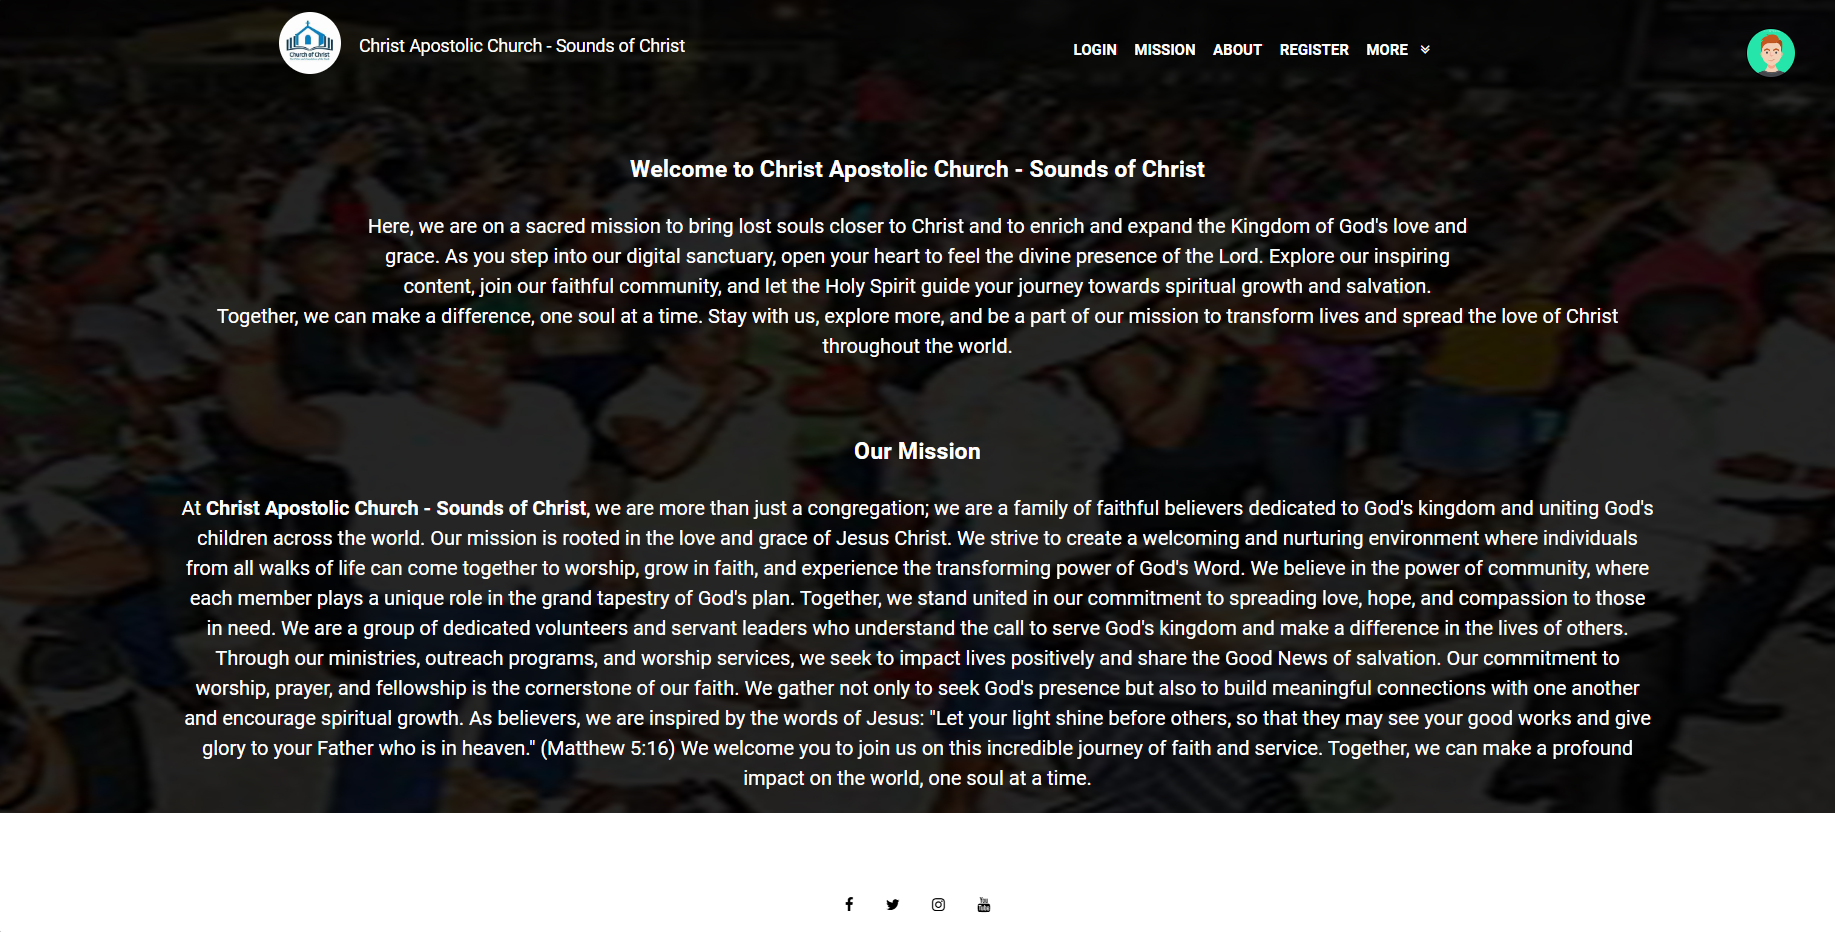 Church of Christ
Christ Apostolic Church - Sounds of Christ
LOGIN MISSION ABOUT REGISTER MORE
Welcome to Christ Apostolic Church - Sounds of Christ
Here, we are on a sacred mission to bring lost souls closer to Christ and to enrich and expand the Kingdom of God's love and
grace. As you step into our digital sanctuary, open your heart to feel the divine presence of the Lord. Explore our inspiring
content, join our faithful community, and let the Holy Spirit guide your journey towards spiritual growth and salvation.
Together, we can make a difference, one soul at a time. Stay with us, explore more, and be a part of our mission to transform lives and spread the love of Christ
throughout the world.
Our Mission
At Christ Apostolic Church - Sounds of Christ, we are more than just a congregation; we are a family of faithful believers dedicated to God's kingdom and uniting God's
children across the world. Our mission is rooted in the love and grace of Jesus Christ. We strive to create a welcoming and nurturing environment where individuals
from all walks of life can come together to worship, grow in faith, and experience the transforming power of God's Word. We believe in the power of community, where
each member plays a unique role in the grand tapestry of God's plan. Together, we stand united in our commitment to spreading love, hope, and compassion to those
in need. We are a group of dedicated volunteers and servant leaders who understand the call to serve God's kingdom and make a difference in the lives of others.
Through our ministries, outreach programs, and worship services, we seek to impact lives positively and share the Good News of salvation. Our commitment to
worship, prayer, and fellowship is the cornerstone of our faith. We gather not only to seek God's presence but also to build meaningful connections with one another
and encourage spiritual growth. As believers, we are inspired by the words of Jesus: "Let your light shine before others, so that they may see your good works and give
glory to your Father who is in heaven." (Matthew 5:16) We welcome you to join us on this incredible journey of faith and service. Together, we can make a profound
impact on the world, one soul at a time.
You
Tube